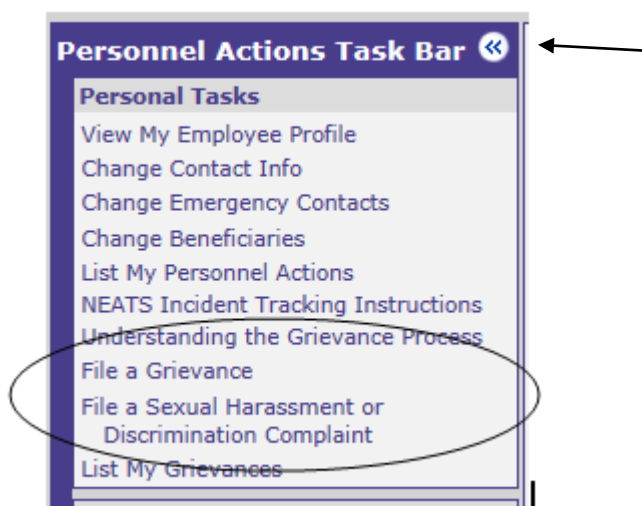 Personnel Actions Task Bar
Personal Tasks
View My Employee Profile
Change Contact Info
Change Emergency Contacts
Change Beneficiaries
List My Personnel Actions
NEATS Incident Tracking Instructions
Understanding the Grievance Process
File a Grievance
File a Sexual Harassment or
Discrimination Complaint
List My Grievances